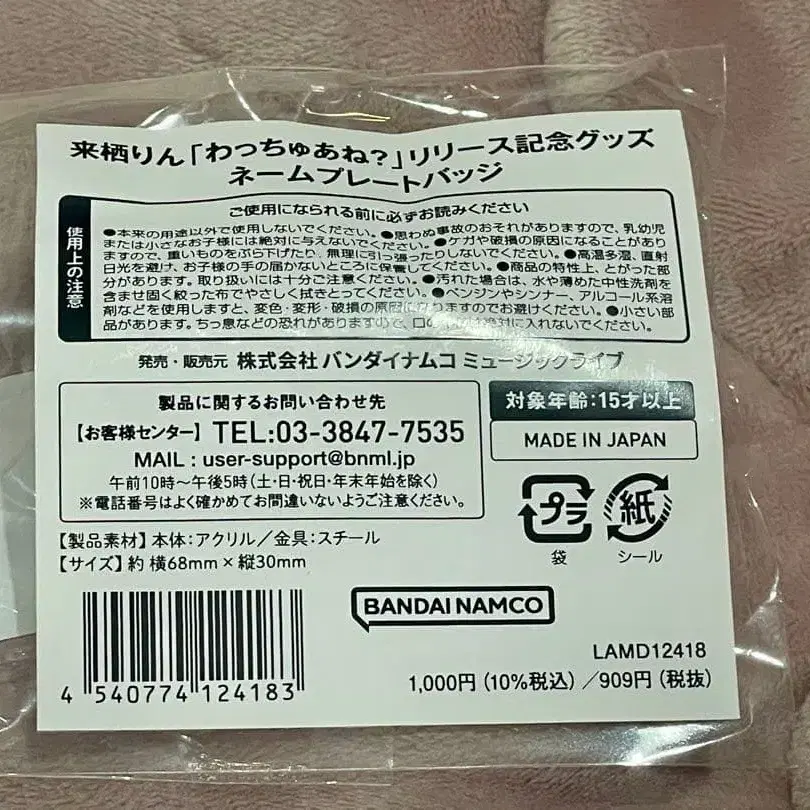 来栖りん「わっちゅあね?」リリース記念グッズ
ネームプレートバッジ
使用上の注意
ご使用になられる前に必ずお読みください
●本来の用途以外で使用しないでください。●思わぬ事故のおそれがありますので、乳幼児
または小さなお子様には絶対に与えないでください。●ケガや破損の原因になることがあり
ますので、重いものをぶら下げたり、無理に引っ張ったりしないでください。●高温多湿、直射
日光を避け、お子様の手の届かないところに保管してください。●商品の特性上、とがった部
分があります。取り扱いには十分ご注意ください。●汚れた場合は、水や薄めた中性洗剤を
含ませ固く絞った布でやさしく拭きとってください。●ベンジンやシンナー、アルコール系溶
剤などを使用しますと、変色・変形・破損の原因になりますのでお避けください。●小さい部
品があります。ちっ息などの恐れがありますので、口の 絶対に入れないでください。
発売・販売元 株式会社バンダイナムコミュージックライブ
製品に関するお問い合わせ先
【お客様センター】TEL:03-3847-7535
MAIL : user-support@bnml.jp
午前10時〜午後5時(土・日・祝日・年末年始を除く)
※電話番号はよく確かめてお間違いないようご注意ください。
対象年齢:15才以上
MADE IN JAPAN
プラ
袋
紙
シール
【製品素材】本体:アクリル/金具:スチール
【サイズ】約 横68mm×縦30mm
BANDAI NAMCO
4 540774 124183
LAMD12418
1,000円(10%税込)/909円(税抜)